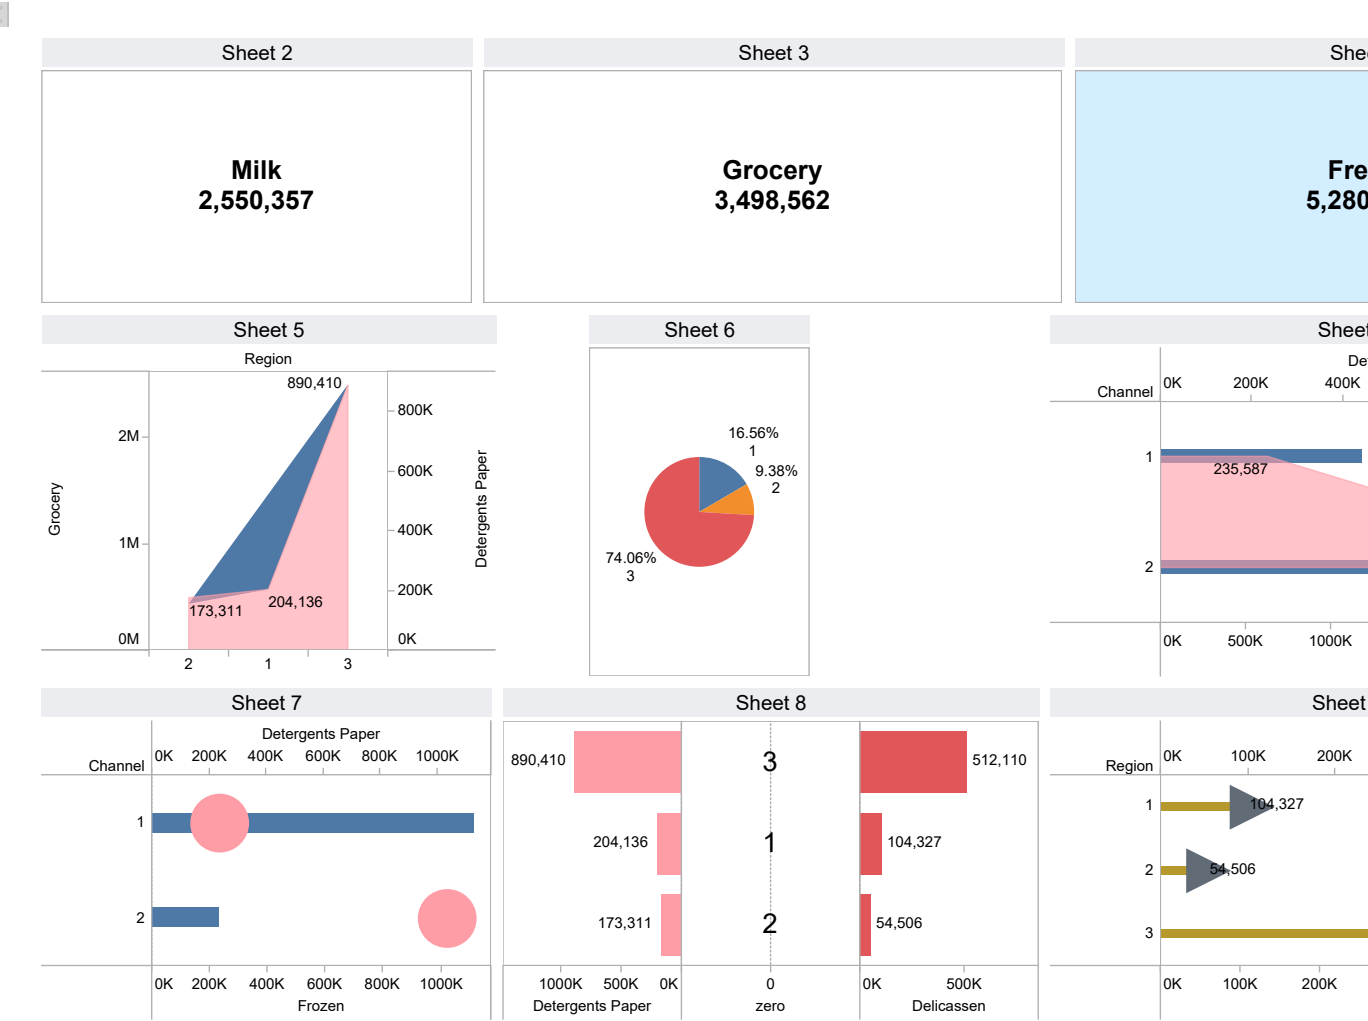 Sheet 2
Sheet 3
Milk
2,550,357
Grocery
3,498,562
Sheet 5
Region
890,410
2M
1M
0M
Grocery
800K
600K
400K
200K
0K
Detergents Paper
173,311
204,136
2 1 3
Sheet 6
16.56%
1
9.38%
2
74.06%
3
Sheet
Channel
0K 200K 400K
1
235,587
2
0K 500K 1000K
Sheet 7
Detergents Paper
Channel
0K 200K 400K 600K 800K 1000K
1
2
0K 200K 400K 600K 800K 1000K
Frozen
Sheet 8
890,410 3 512,110
204,136 1 104,327
173,311 2 54,506
1000K 500K 0K 0 0K 500K
Detergents Paper zero Delicassen
Sheet
Region
0K 100K 200K
1 104,327
2 54,506
3
0K 100K 200K